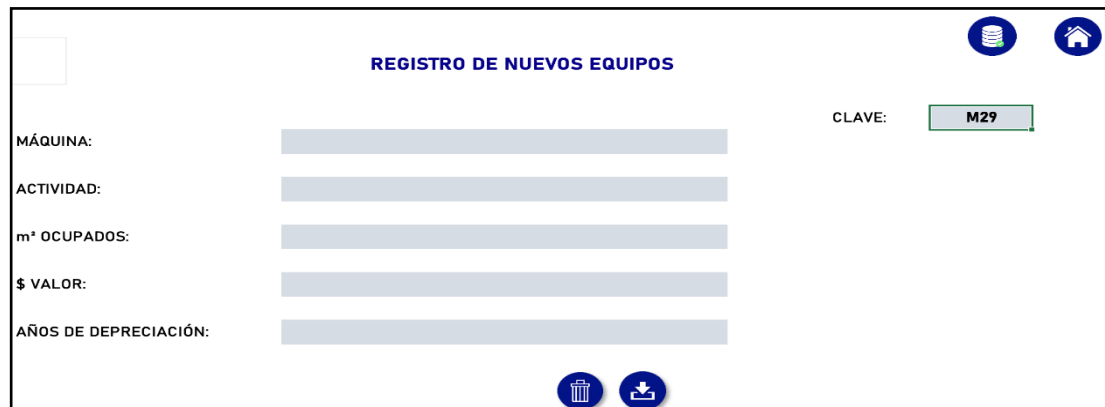 REGISTRO DE NUEVOS EQUIPOS
CLAVE: M29
MÁQUINA:
ACTIVIDAD:
m² OCUPADOS:
$ VALOR:
AÑOS DE DEPRECIACIÓN: